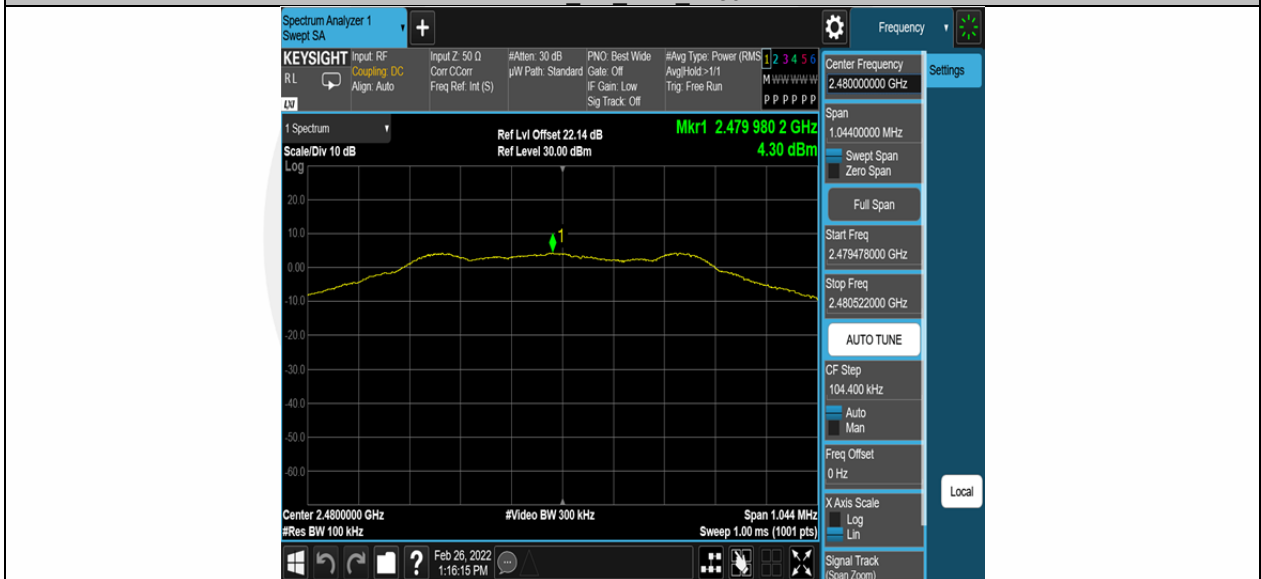 Spectrum Analyzer 1
Swept SA
+
Frequency
KEYSIGHT
RL
LXI
Input: RF
Coupling: DC
Align: Auto
Input Z: 50 Ω
Corr CCorr
Freq Ref: Int (S)
#Atten: 30 dB
µW Path: Standard
PNO: Best Wide
Gate: Off
IF Gain: Low
Sig Track: Off
#Avg Type: Power (RMS
Avg|Hold:>1/1
Trig: Free Run
1 2 3 4 5 6
M W W W W W
P P P P P P
1 Spectrum
Scale/Div 10 dB
Log
Ref Lvl Offset 22.14 dB
Ref Level 30.00 dBm
Mkr1 2.479 980 2 GHz
4.30 dBm
20.0
10.0
0.00
-10.0
-20.0
-30.0
-40.0
-50.0
-60.0
1
Center 2.4800000 GHz
#Res BW 100 kHz
#Video BW 300 kHz
Span 1.044 MHz
Sweep 1.00 ms (1001 pts)
?
Feb 26, 2022
1:16:15 PM
Center Frequency
2.480000000 GHz
Span
1.04400000 MHz
Swept Span
Zero Span
Full Span
Start Freq
2.479478000 GHz
Stop Freq
2.480522000 GHz
AUTO TUNE
CF Step
104.400 kHz
Auto
Man
Freq Offset
0 Hz
X Axis Scale
Log
Lin
Signal Track
(Span Zoom)
Settings
Local